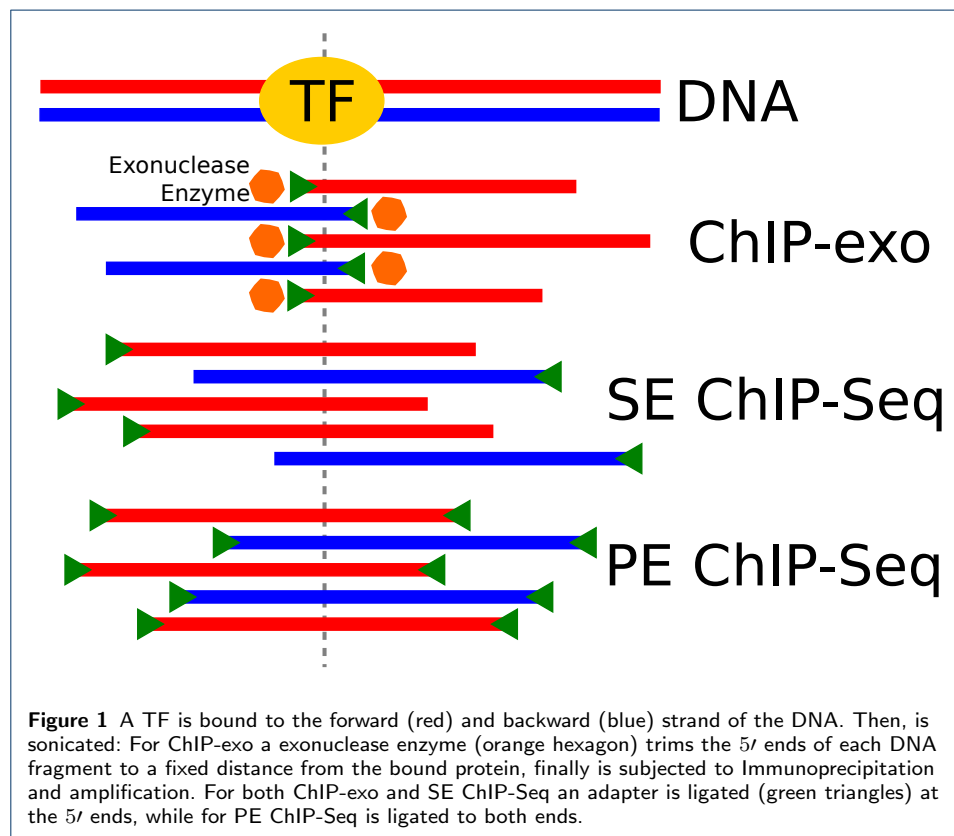 TF
DNA
Exonuclease
Enzyme
ChIP-exo
SE ChIP-Seq
PE ChIP-Seq
Figure 1 A TF is bound to the forward (red) and backward (blue) strand of the DNA. Then, is
sonicated: For ChIP-exo a exonuclease enzyme (orange hexagon) trims the 5′ ends of each DNA
fragment to a fixed distance from the bound protein, finally is subjected to Immunoprecipitation
and amplification. For both ChIP-exo and SE ChIP-Seq an adapter is ligated (green triangles) at
the 5′ ends, while for PE ChIP-Seq is ligated to both ends.